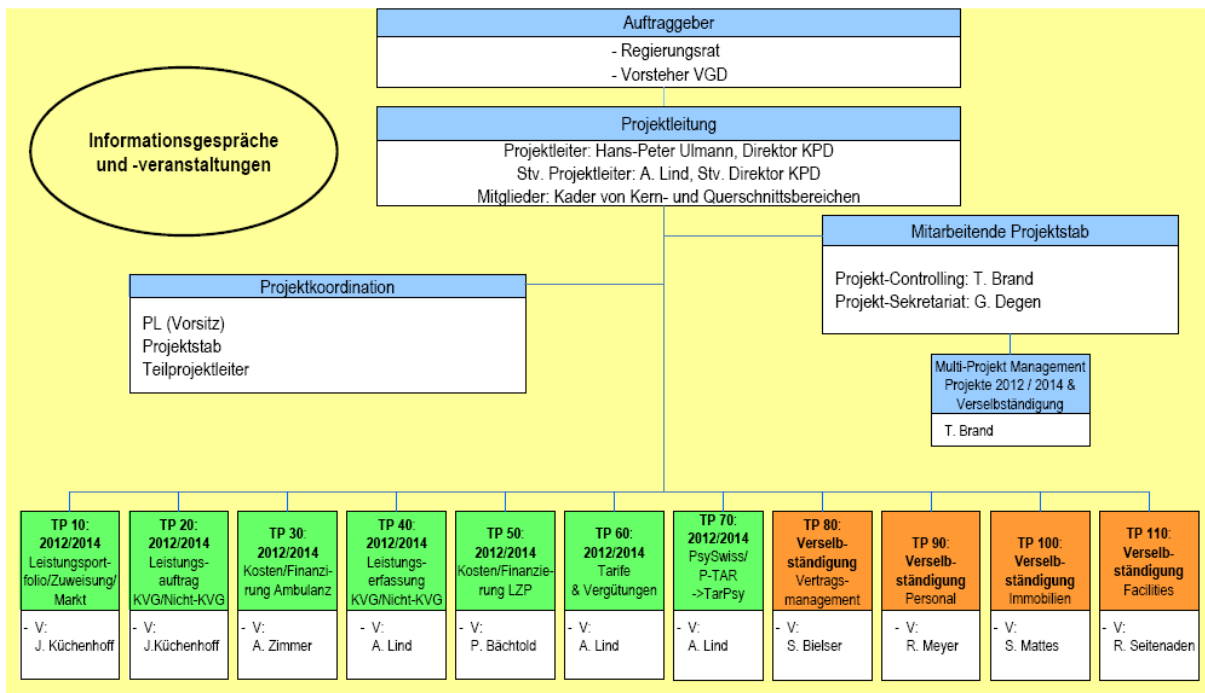 Auftraggeber
- Regierungsrat
- Vorsteher VGD
Informationsgespräche
und -veranstaltungen
Projektleitung
Projektleiter: Hans-Peter Ulmann, Direktor KPD
Stv. Projektleiter: A. Lind, Stv. Direktor KPD
Mitglieder: Kader von Kern- und Querschnittsbereichen
Mitarbeitende Projektstab
Projekt-Controlling: T. Brand
Projekt-Sekretariat: G. Degen
Projektkoordination
PL (Vorsitz)
Projektstab
Teilprojektleiter
Multi-Projekt Management
Projekte 2012 / 2014 &
Verselbständigung
T. Brand
TP 10:
2012/2014
Leistungsport-
folio/Zuweisung/
Markt
- V:
J. Küchenhoff
TP 20:
2012/2014
Leistungs-
auftrag
KVG/Nicht-KVG
- V:
J.Küchenhoff
TP 30:
2012/2014
Kosten/Finanzi-
rung Ambulanz
- V:
A. Zimmer
TP 40:
2012/2014
Leistungs-
erfassung
KVG/Nicht-KVG
- V:
A. Lind
TP 50:
2012/2014
Kosten/Finanzie-
rung LZP
- V:
P. Bächtold
TP 60:
2012/2014
Tarife
& Vergütungen
- V:
A. Lind
TP 70:
2012/2014
PsySwiss/
P-TAR
->TarPsy
- V:
A. Lind
TP 80:
Verselb-
ständigung
Vertrags-
management
- V:
S. Bielser
TP 90:
Verselb-
ständigung
Personal
- V:
R. Meyer
TP 100:
Verselb-
ständigung
Immobilien
- V:
S. Mattes
TP 110:
Verselb-
ständigung
Facilities
- V:
R. Seitenaden